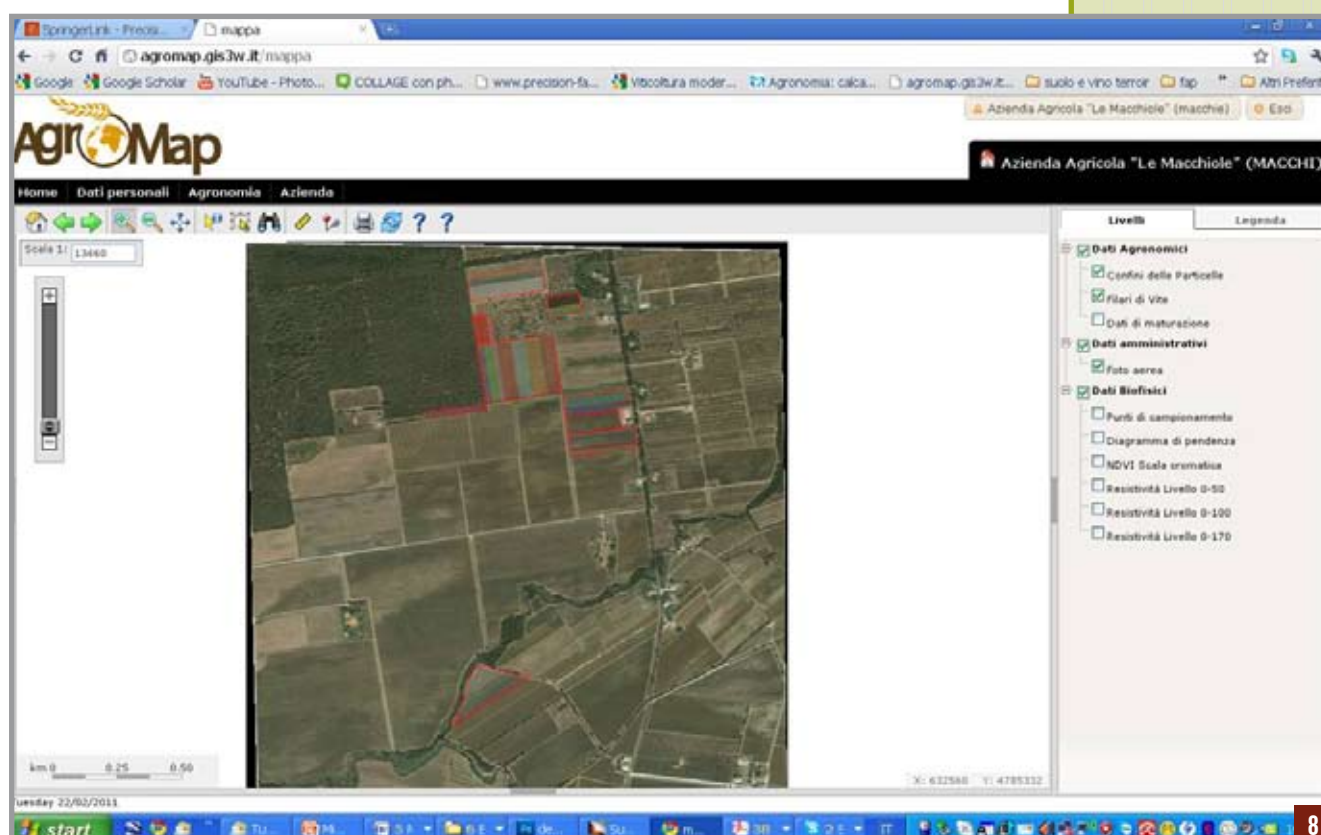 SpringerLink - Precisi... mappa
agromap.gis3w.it/mappa
Google Google Scholar YouTube - Photo... COLLAGE con ph... www.precision-fa... Viticoltura moder... Agronomia: calca... agromap.gis3w.it... suolo e vino terroir fap " Altri Prefer
Azienda Agricola "Le Macchiole" (macchie)
AgroMap
Azienda Agricola "Le Macchiole" (MACCHI)
Home Dati personali Agronomia Azienda
Scala 1: 13660
Livelli Legenda
Dati Agronomici
Confini delle Particelle
Filari di Vite
Dati di maturazione
Dati amministrativi
Foto aerea
Dati Biofisici
Punti di campionamento
Diagramma di pendenza
NDVI Scala cromatica
Resistività Livello 0-50
Resistività Livello 0-100
Resistività Livello 0-170
km 0 0.25 0.50
X: 632560 Y: 4785332
uesday 22/02/2011
start IT
8